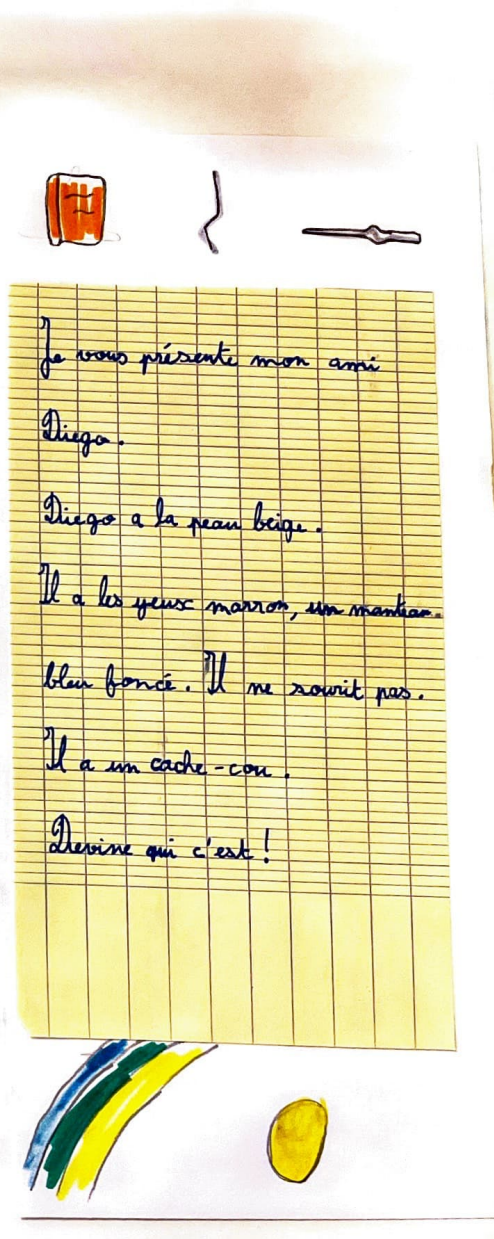 Je vous présente mon ami
Diego.
Diego a la peau beige.
Il a les yeux marron, un manteau
bleu foncé. Il ne sourit pas.
Il a un cache-cou.
Devine qui c'est !